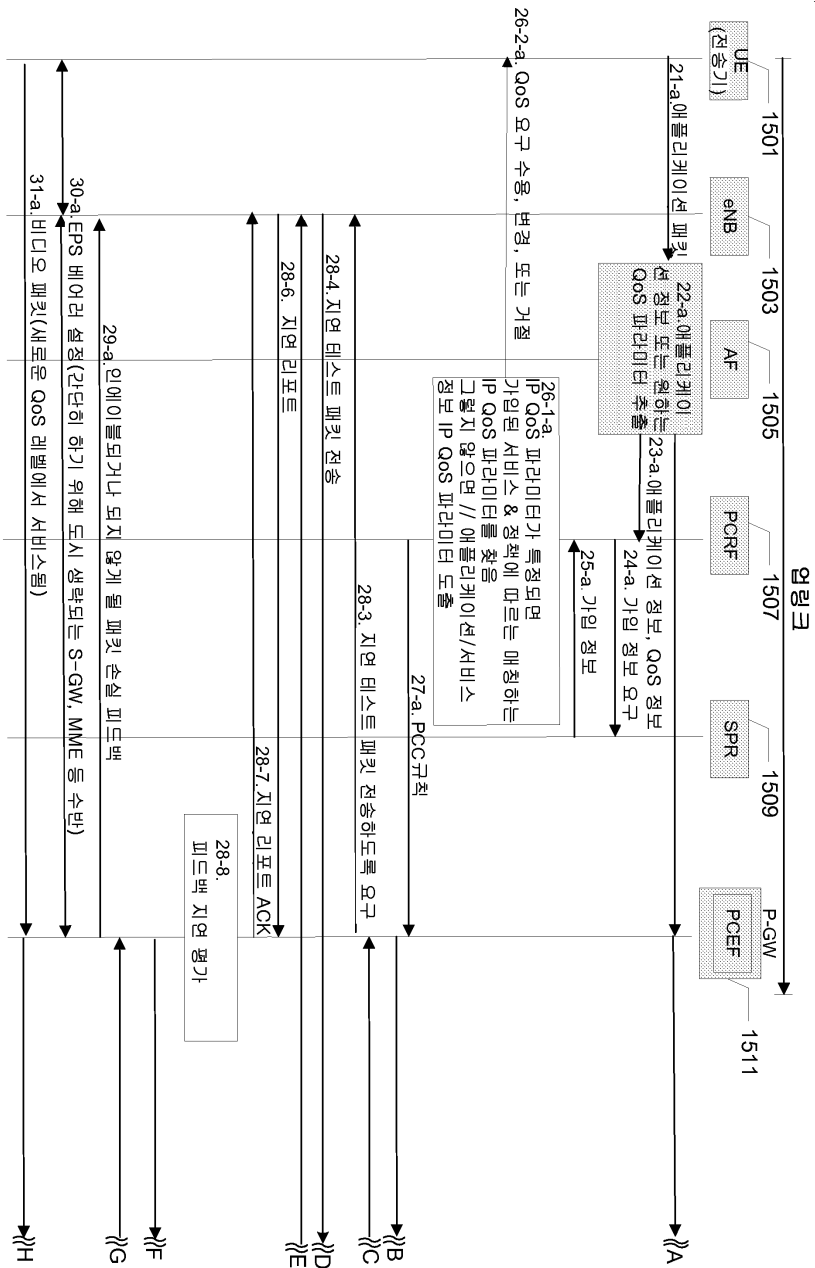 업링크
UE
(전송기)
1501
eNB
1503
AF
1505
PCRF
1507
SPR
1509
P-GW
PCEF
1511
21-a.애플리케이션 패킷
22-a.애플리케이
션 정보 또는 원하는
QoS 파라미터 추출
23-a.애플리케이션 정보, QoS 정보
24-a. 가입 정보 요구
25-a. 가입 정보
26-1-a.
IP QoS 파라미터가 특정되면
가입된 서비스 & 정책에 따르는 매칭하는
IP QoS 파라미터를 찾음
그렇지 않으면 // 애플리케이션/서비스
정보 IP QoS 파라미터 도출
26-2-a. QoS 요구 수용, 변경, 또는 거절
27-a. PCC규칙
28-3. 지연 테스트 패킷 전송하도록 요구
28-4. 지연 테스트 패킷 전송
28-6. 지연 리포트
28-7. 지연 리포트 ACK
28-8.
피드백 지연 평가
29-a. 인에이블되거나 되지 않게 될 패킷 손실 피드백
30-a.EPS 베어러 설정(간단히 하기 위해 도시 생략되는 S-GW, MME 등 수반)
31-a.비디오 패킷(새로운 QoS 레벨에서 서비스됨)
A
B
C
D
E
F
G
H